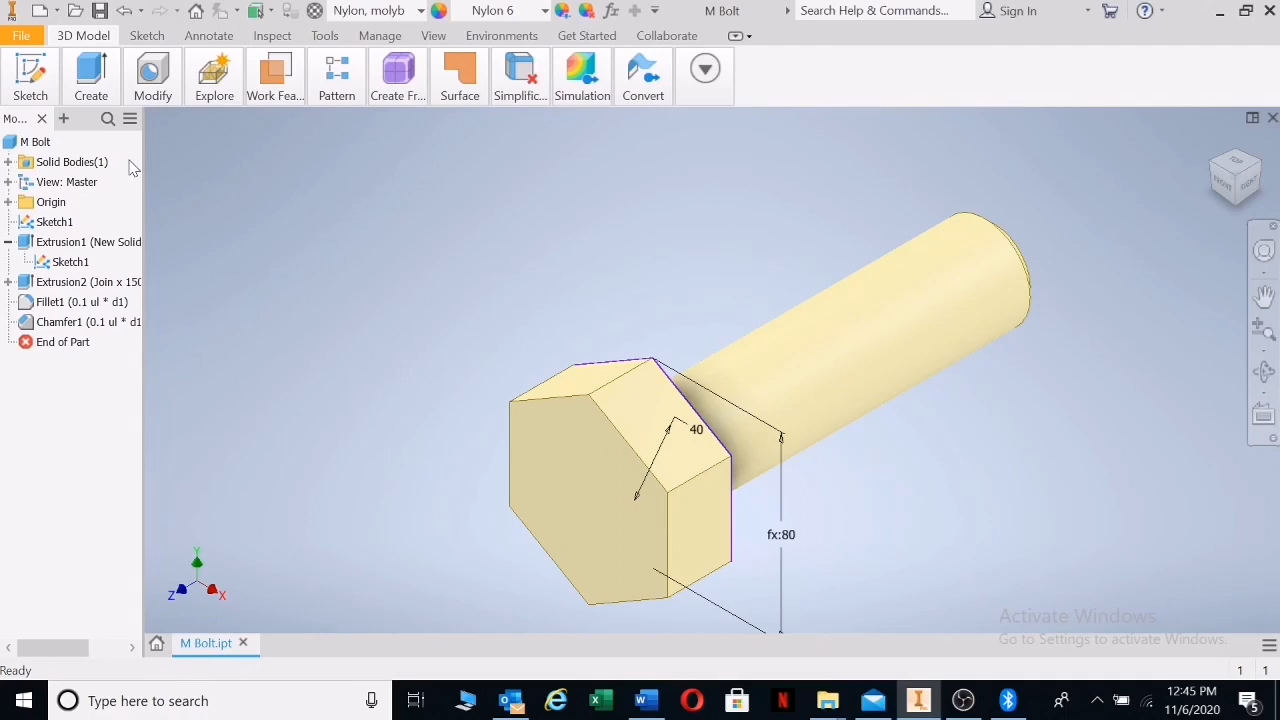 Nylon, molyb
Nylon 6
M Bolt
Search Help & Commands...
Sign In
File
3D Model
Sketch
Annotate
Inspect
Tools
Manage
View
Environments
Get Started
Collaborate
Sketch
Create
Modify
Explore
Work Fea...
Pattern
Create Fr...
Surface
Simplific...
Simulation
Convert
Mo...
M Bolt
Solid Bodies(1)
View: Master
Origin
Sketch1
Extrusion1 (New Solid
Sketch1
Extrusion2 (Join x 150
Fillet1 (0.1 ul * d1)
Chamfer1 (0.1 ul * d1
End of Part
TOP
FRONT
RIGHT
40
fx:80
Y
Z
X
Activate Windows
Go to Settings to activate Windows.
M Bolt.ipt
Ready
1
1
Type here to search
12:45 PM
11/6/2020
5